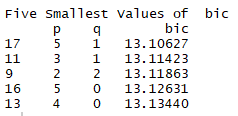 Five Smallest Values of  bic
     p    q        bic
17   5    1   13.10627
11   3    1   13.11423
9    2    2   13.11863
16   5    0   13.12631
13   4    0   13.13440